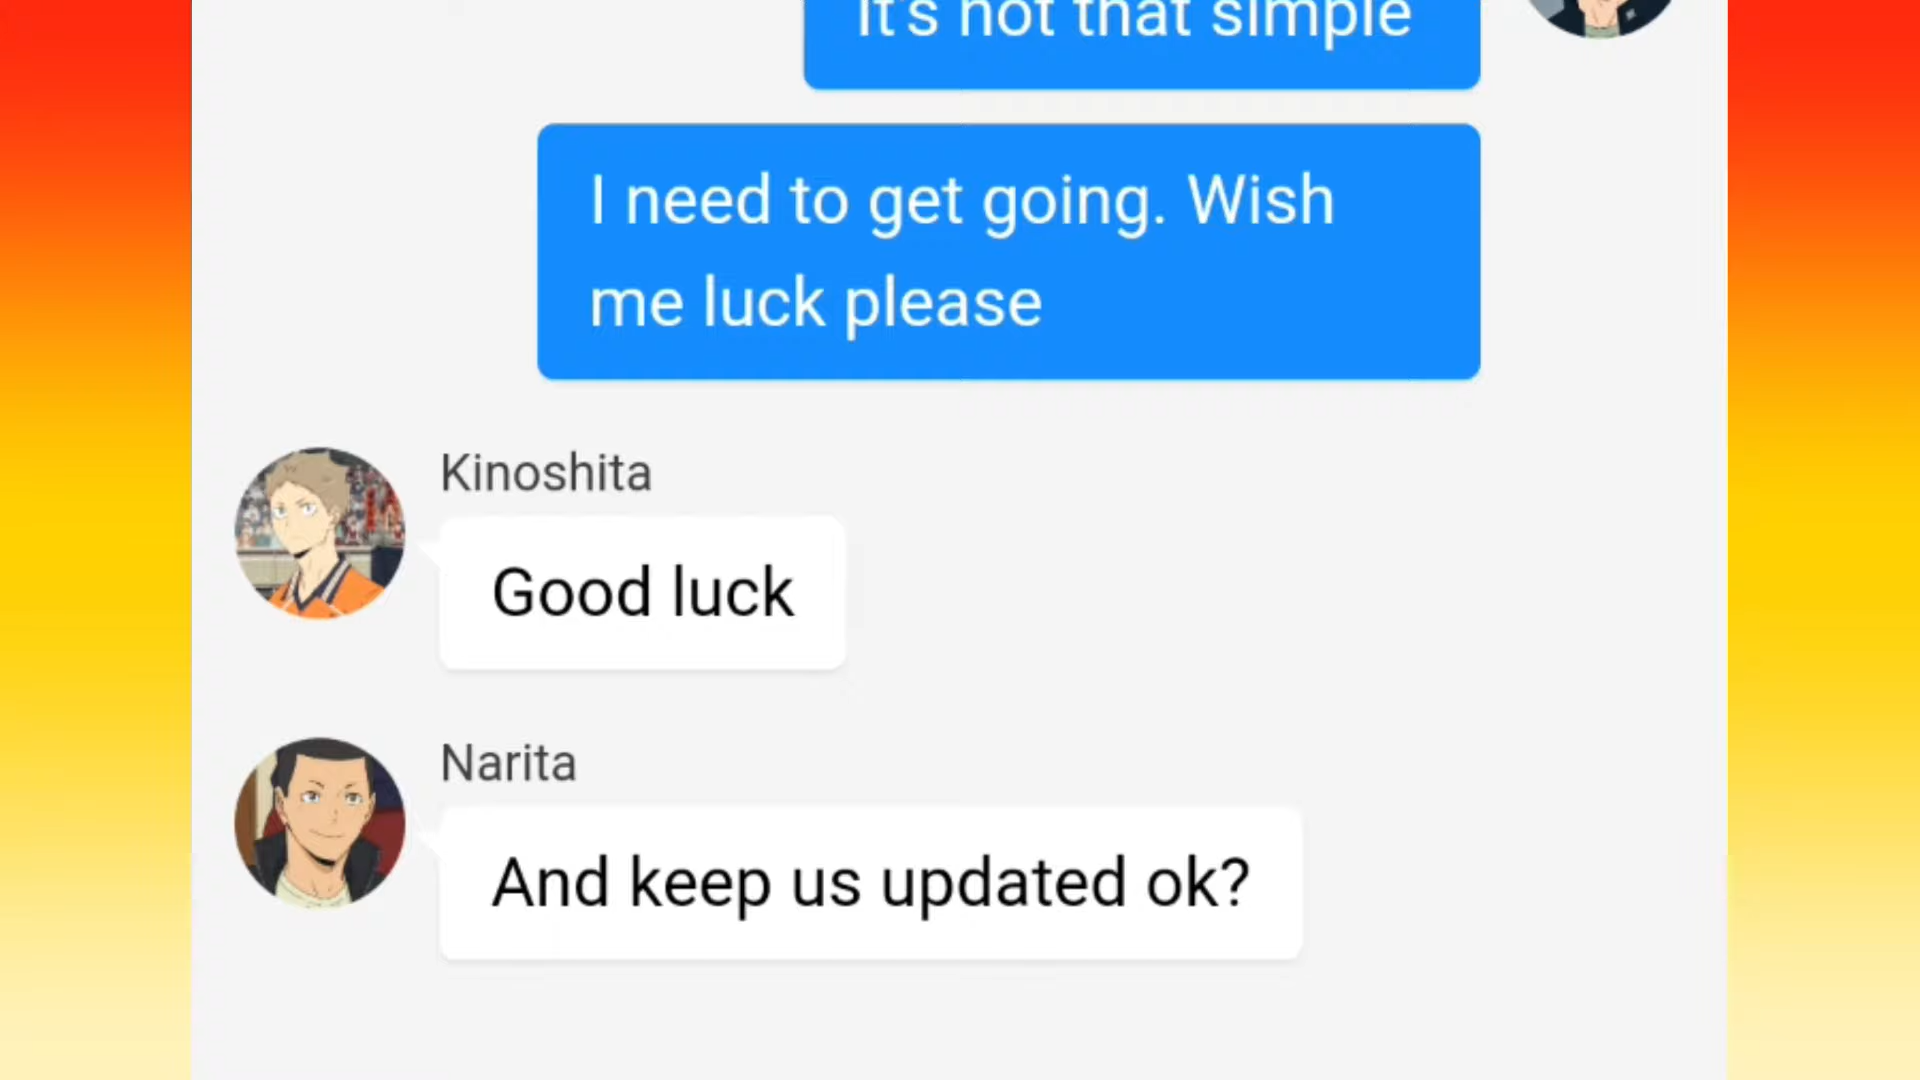 It's not that simple
I need to get going. Wish
me luck please
Kinoshita
Good luck
Narita
And keep us updated ok?